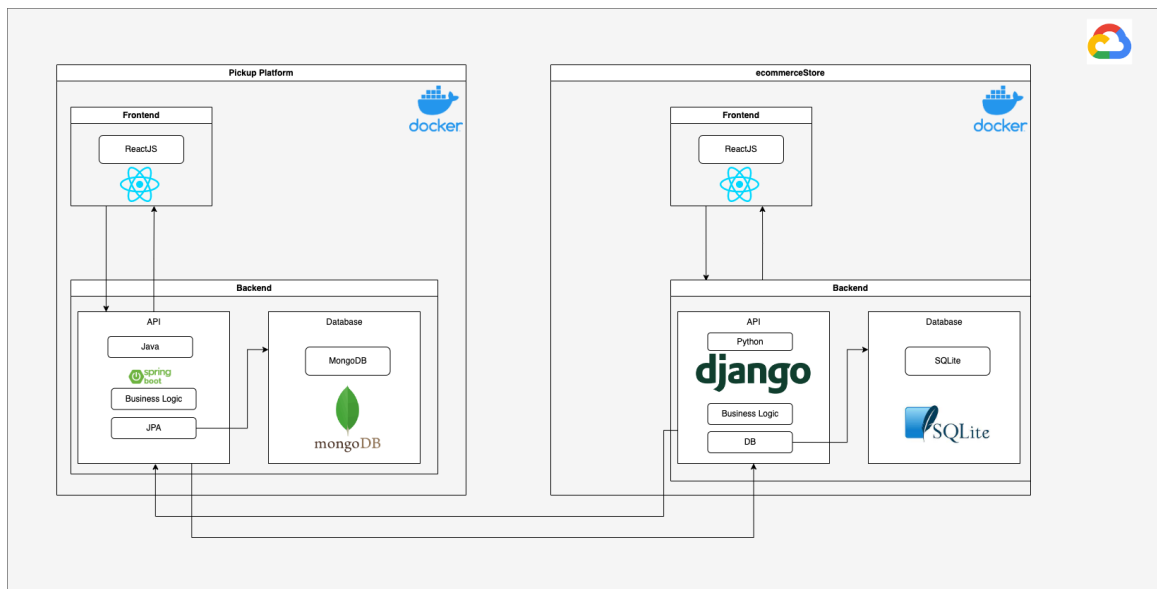 Pickup Platform
docker
Frontend
ReactJS
Backend
API
Java
spring
boot
Business Logic
JPA
Database
MongoDB
mongoDB
ecommerceStore
docker
Frontend
ReactJS
Backend
API
Python
django
Business Logic
DB
Database
SQLite
SQLite